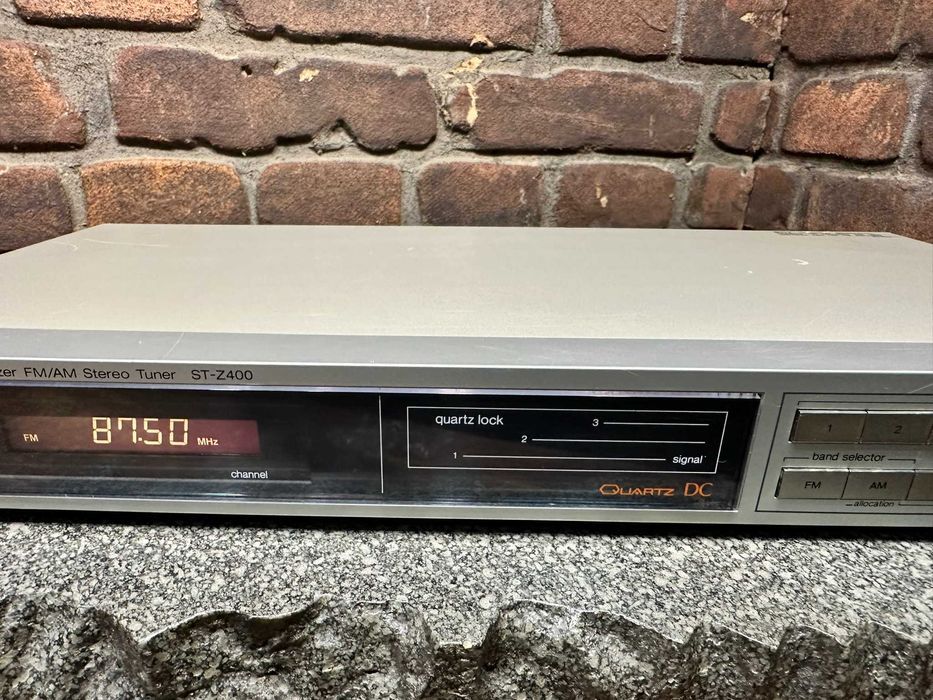 zer FM/AM Stereo Tuner ST-Z400
FM 87.50 MHz
channel
quartz lock
3
2
1
signal
QUARTZ DC
1 2
band selector
FM AM
allocation